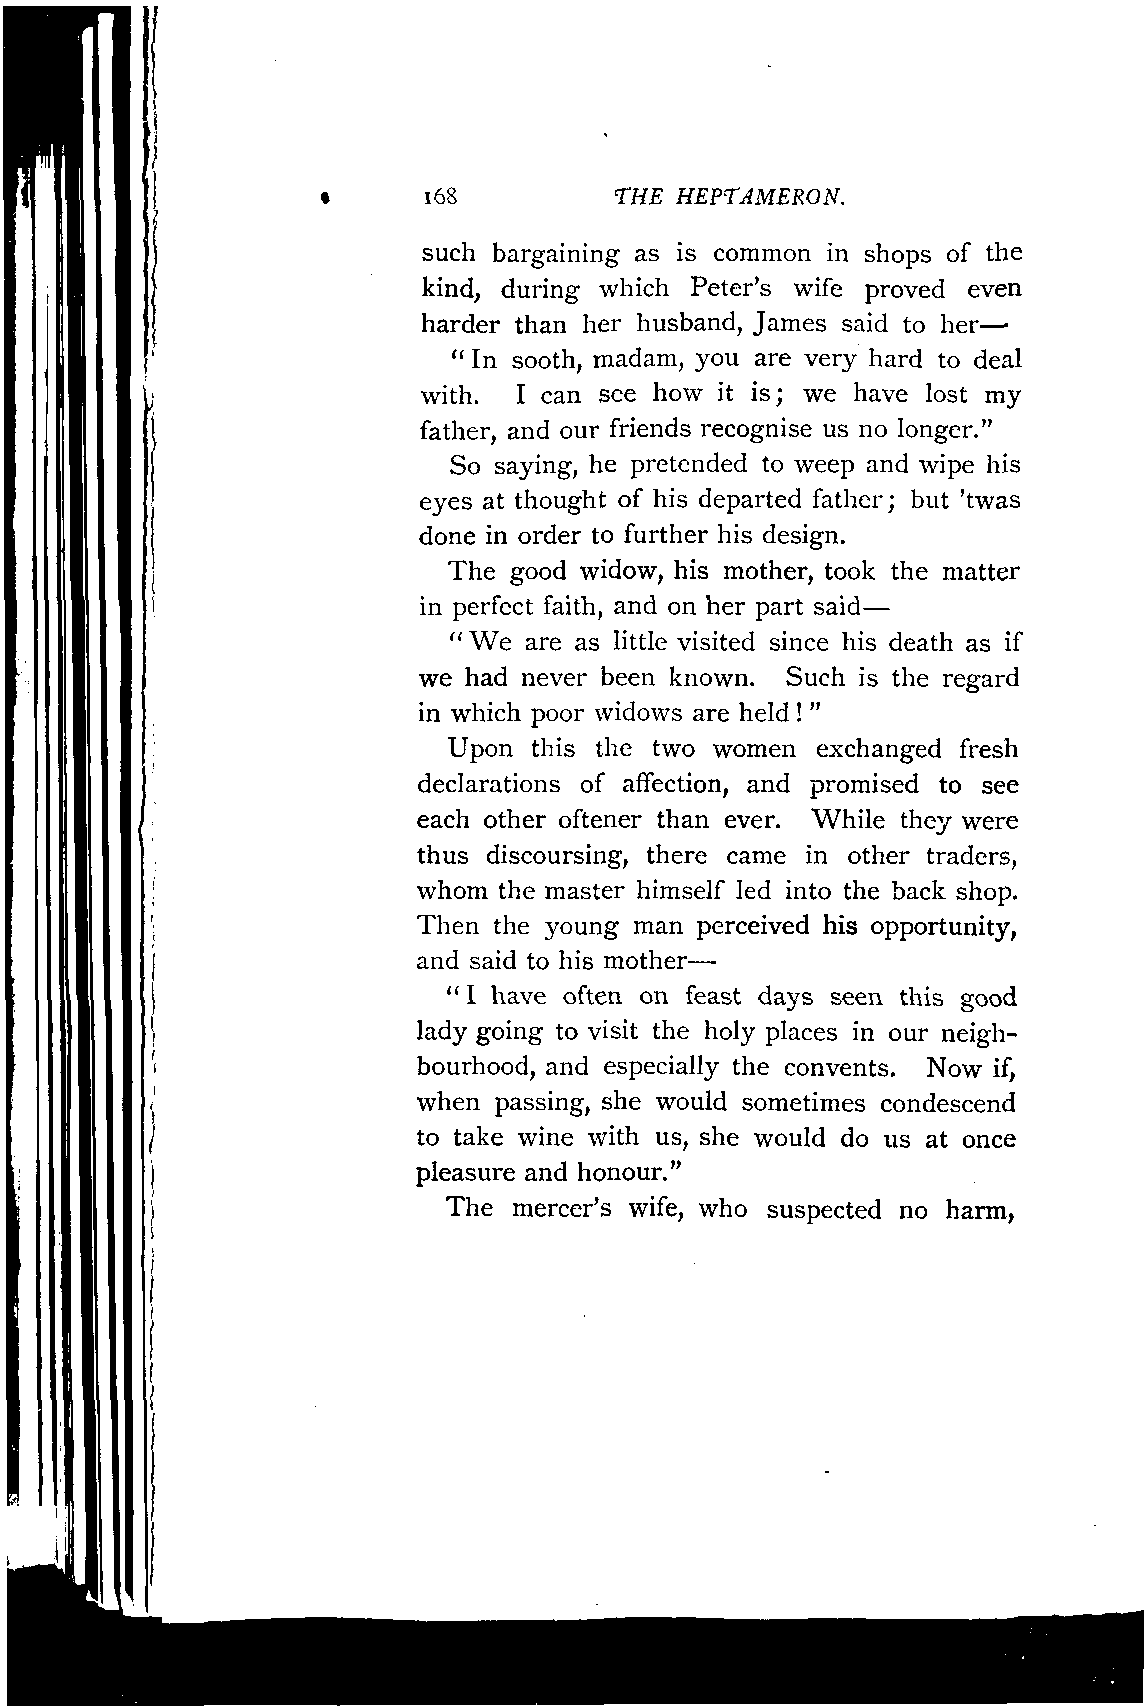 168 THE HEPTAMERON.
such bargaining as is common in shops of the
kind, during which Peter's wife proved even
harder than her husband, James said to her—
"In sooth, madam, you are very hard to deal
with. I can see how it is; we have lost my
father, and our friends recognise us no longer."
So saying, he pretended to weep and wipe his
eyes at thought of his departed father; but 'twas
done in order to further his design.
The good widow, his mother, took the matter
in perfect faith, and on her part said—
"We are as little visited since his death as if
we had never been known. Such is the regard
in which poor widows are held!"
Upon this the two women exchanged fresh
declarations of affection, and promised to see
each other oftener than ever. While they were
thus discoursing, there came in other traders,
whom the master himself led into the back shop.
Then the young man perceived his opportunity,
and said to his mother—
"I have often on feast days seen this good
lady going to visit the holy places in our neigh-
bourhood, and especially the convents. Now if,
when passing, she would sometimes condescend
to take wine with us, she would do us at once
pleasure and honour."
The mercer's wife, who suspected no harm,